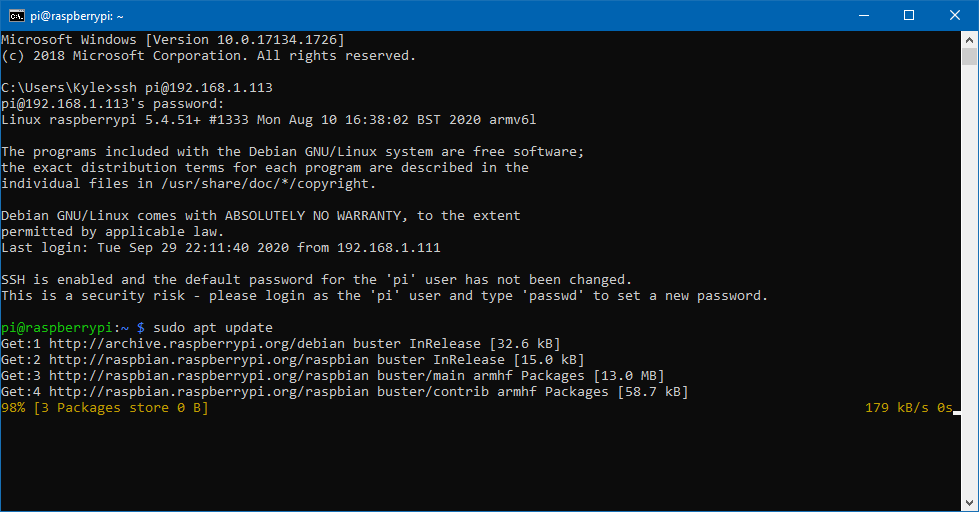 pi@raspberrypi: ~
Microsoft Windows [Version 10.0.17134.1726]
(c) 2018 Microsoft Corporation. All rights reserved.
C:\Users\Kyle>ssh pi@192.168.1.113
pi@192.168.1.113's password:
Linux raspberrypi 5.4.51+ #1333 Mon Aug 10 16:38:02 BST 2020 armv6l
The programs included with the Debian GNU/Linux system are free software;
the exact distribution terms for each program are described in the
individual files in /usr/share/doc/*/copyright.
Debian GNU/Linux comes with ABSOLUTELY NO WARRANTY, to the extent
permitted by applicable law.
Last login: Tue Sep 29 22:11:40 2020 from 192.168.1.111
SSH is enabled and the default password for the 'pi' user has not been changed.
This is a security risk - please login as the 'pi' user and type 'passwd' to set a new password.
pi@raspberrypi:~ $ sudo apt update
Get:1 http://archive.raspberrypi.org/debian buster InRelease [32.6 kB]
Get:2 http://raspbian.raspberrypi.org/raspbian buster InRelease [15.0 kB]
Get:3 http://raspbian.raspberrypi.org/raspbian buster/main armhf Packages [13.0 MB]
Get:4 http://raspbian.raspberrypi.org/raspbian buster/contrib armhf Packages [58.7 kB]
98% [3 Packages store 0 B] 179 kB/s 0s